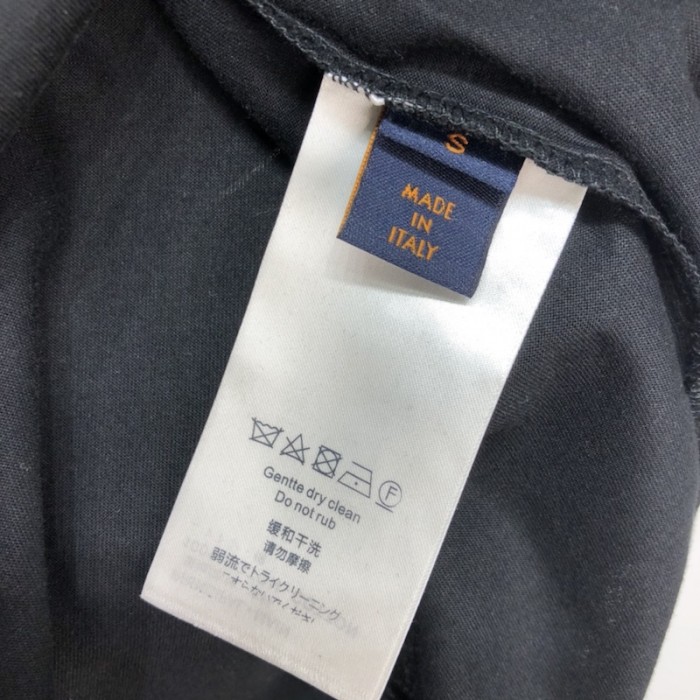 S
MADE
IN
ITALY
F
Gentte dry clean
Do not rub
缓和干洗
请勿摩擦
弱流でトライクリーニング